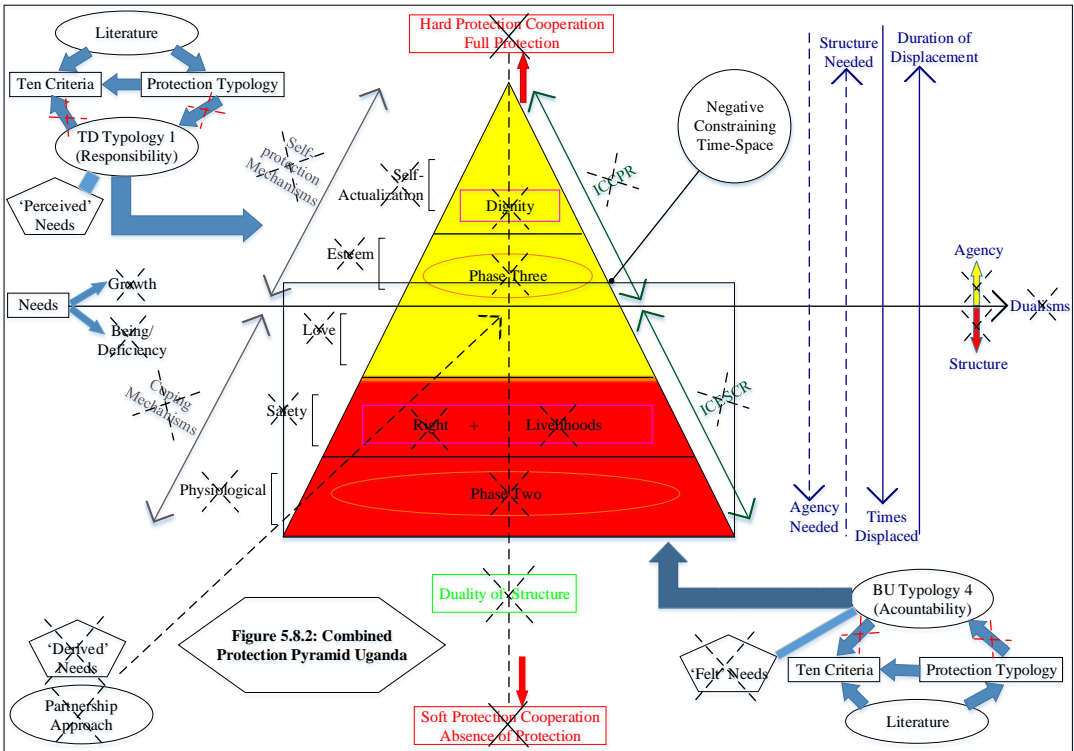 Literature
Ten Criteria
Protection Typology
TD Typology 1
(Responsibility)
'Perceived'
Needs
Hard Protection Cooperation
Full Protection
Self-
protection
Mechanisms
Self-
Actualization
Dignity
ICCPR
Negative
Constraining
Time-Space
Structure
Needed
Duration of
Displacement
Esteem
Phase Three
Agency
Needs
Growth
Being/
Deficiency
Love
Dualisms
Structure
Coping
Mechanisms
Safety
Right + Livelihoods
ICESCR
Physiological
Phase Two
Agency
Needed
Times
Displaced
Duality of Structure
BU Typology 4
(Acountability)
Figure 5.8.2: Combined
Protection Pyramid Uganda
'Derived'
Needs
Partnership
Approach
'Felt' Needs
Ten Criteria
Protection Typology
Literature
Soft Protection Cooperation
Absence of Protection